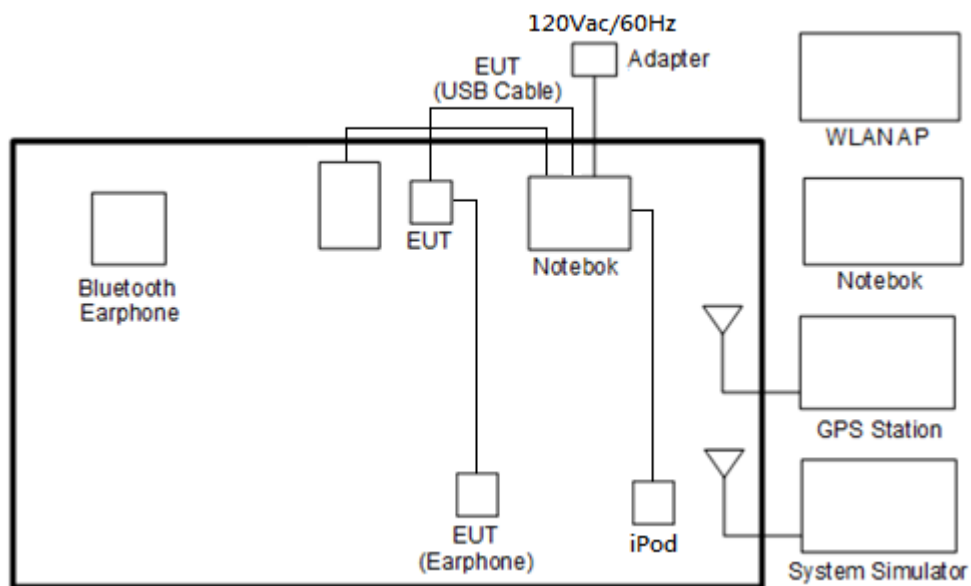 120Vac/60Hz
Adapter
EUT
(USB Cable)
WLAN AP
EUT
Notebok
Notebok
Bluetooth
Earphone
GPS Station
EUT
(Earphone)
iPod
System Simulator